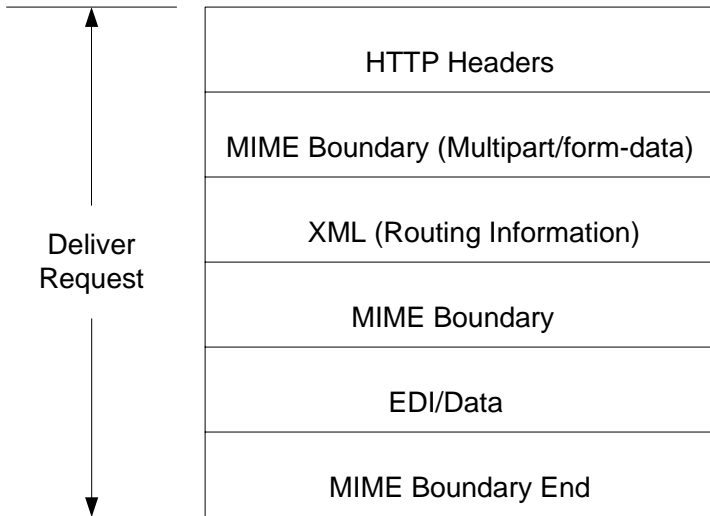 HTTP Headers
MIME Boundary (Multipart/form-data)
XML (Routing Information)
Deliver
Request
MIME Boundary
EDI/Data
MIME Boundary End